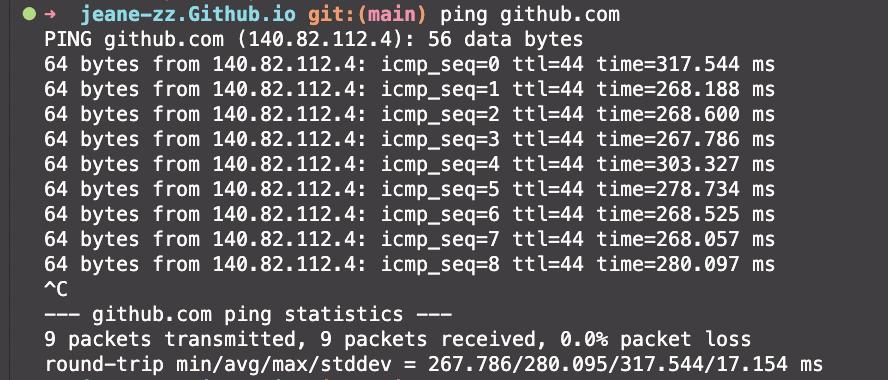 ➜ jeane-zz.Github.io git:(main) ping github.com
PING github.com (140.82.112.4): 56 data bytes
64 bytes from 140.82.112.4: icmp_seq=0 ttl=44 time=317.544 ms
64 bytes from 140.82.112.4: icmp_seq=1 ttl=44 time=268.188 ms
64 bytes from 140.82.112.4: icmp_seq=2 ttl=44 time=268.600 ms
64 bytes from 140.82.112.4: icmp_seq=3 ttl=44 time=267.786 ms
64 bytes from 140.82.112.4: icmp_seq=4 ttl=44 time=303.327 ms
64 bytes from 140.82.112.4: icmp_seq=5 ttl=44 time=278.734 ms
64 bytes from 140.82.112.4: icmp_seq=6 ttl=44 time=268.525 ms
64 bytes from 140.82.112.4: icmp_seq=7 ttl=44 time=268.057 ms
64 bytes from 140.82.112.4: icmp_seq=8 ttl=44 time=280.097 ms
^C
--- github.com ping statistics ---
9 packets transmitted, 9 packets received, 0.0% packet loss
round-trip min/avg/max/stddev = 267.786/280.095/317.544/17.154 ms